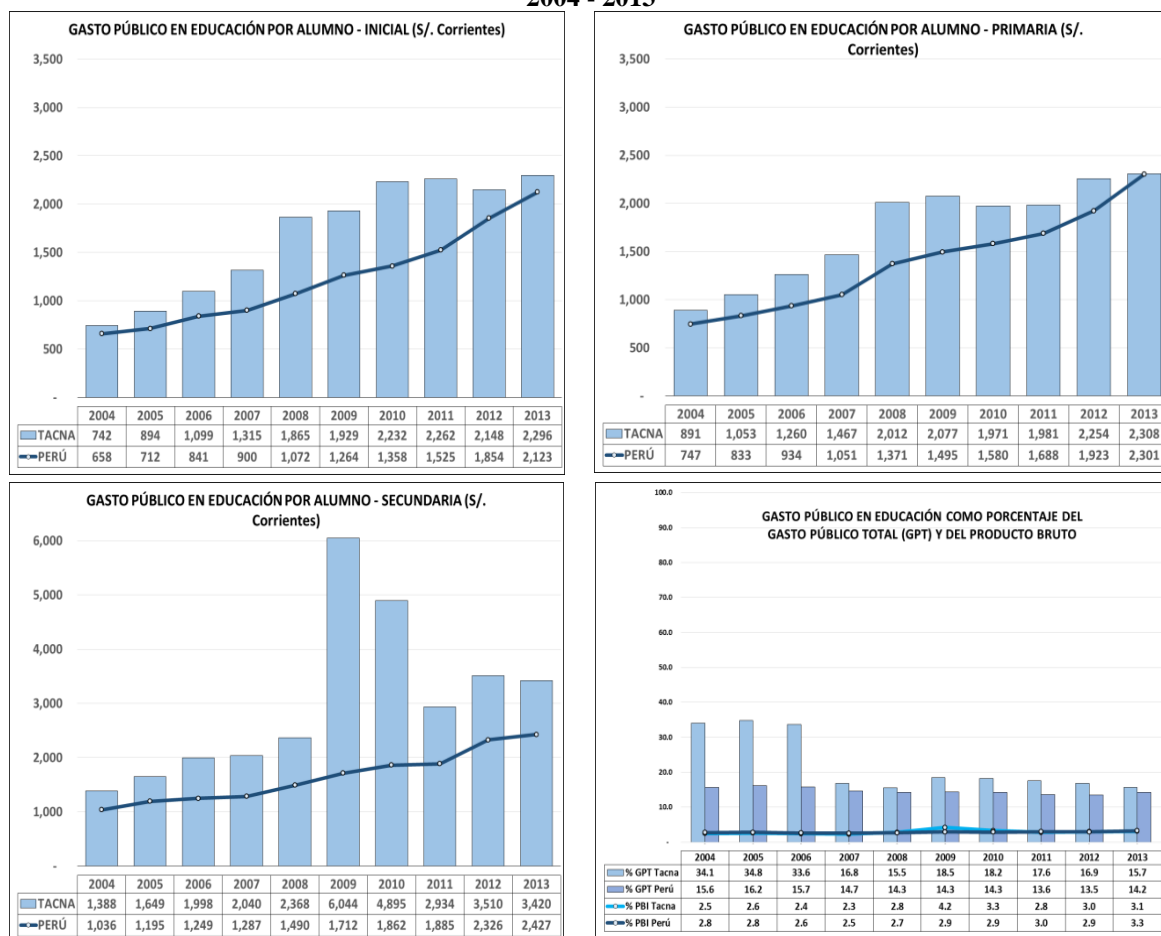 2004 - 2013
GASTO PÚBLICO EN EDUCACIÓN POR ALUMNO - INICIAL (S/. Corrientes)
3,500
3,000
2,500
2,000
1,500
1,000
500
-
2004 2005 2006 2007 2008 2009 2010 2011 2012 2013
TACNA 742 894 1,099 1,315 1,865 1,929 2,232 2,262 2,148 2,296
PERÚ 658 712 841 900 1,072 1,264 1,358 1,525 1,854 2,123
GASTO PÚBLICO EN EDUCACIÓN POR ALUMNO - PRIMARIA (S/.
Corrientes)
3,500
3,000
2,500
2,000
1,500
1,000
500
-
2004 2005 2006 2007 2008 2009 2010 2011 2012 2013
TACNA 891 1,053 1,260 1,467 2,012 2,077 1,971 1,981 2,254 2,308
PERÚ 747 833 934 1,051 1,371 1,495 1,580 1,688 1,923 2,301
GASTO PÚBLICO EN EDUCACIÓN POR ALUMNO - SECUNDARIA (S/.
Corrientes)
6,000
5,000
4,000
3,000
2,000
1,000
-
2004 2005 2006 2007 2008 2009 2010 2011 2012 2013
TACNA 1,388 1,649 1,998 2,040 2,368 6,044 4,895 2,934 3,510 3,420
PERÚ 1,036 1,195 1,249 1,287 1,490 1,712 1,862 1,885 2,326 2,427
GASTO PÚBLICO EN EDUCACIÓN COMO PORCENTAJE DEL
GASTO PÚBLICO TOTAL (GPT) Y DEL PRODUCTO BRUTO
100.0
90.0
80.0
70.0
60.0
50.0
40.0
30.0
20.0
10.0
-
2004 2005 2006 2007 2008 2009 2010 2011 2012 2013
% GPT Tacna 34.1 34.8 33.6 16.8 15.5 18.5 18.2 17.6 16.9 15.7
% GPT Perú 15.6 16.2 15.7 14.7 14.3 14.3 14.3 13.6 13.5 14.2
% PBI Tacna 2.5 2.6 2.4 2.3 2.8 4.2 3.3 2.8 3.0 3.1
% PBI Perú 2.8 2.8 2.6 2.5 2.7 2.9 2.9 3.0 2.9 3.3